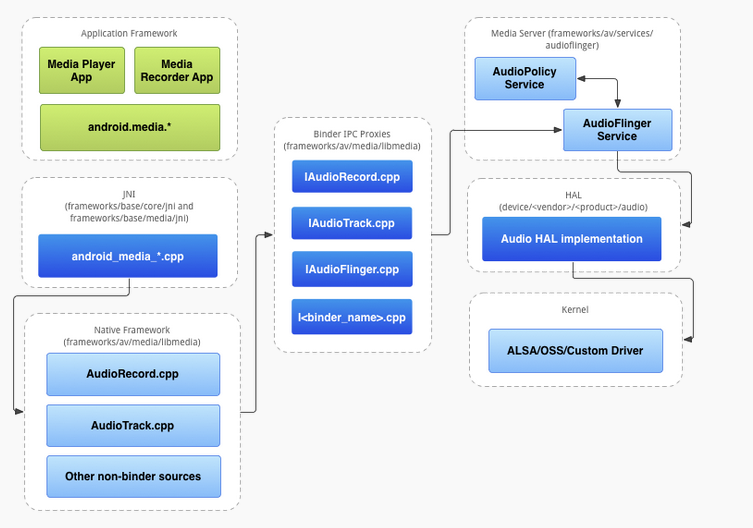 Application Framework
Media Player
App
Media
Recorder App
android.media.*
JNI
(frameworks/base/core/jni and
frameworks/base/media/jni)
android_media_*.cpp
Native Framework
(frameworks/av/media/libmedia)
AudioRecord.cpp
AudioTrack.cpp
Other non-binder sources
Binder IPC Proxies
(frameworks/av/media/libmedia)
IAudioRecord.cpp
IAudioTrack.cpp
IAudioFlinger.cpp
I<binder_name>.cpp
Media Server (frameworks/av/services/
audioflinger)
AudioPolicy
Service
AudioFlinger
Service
HAL
(device/<vendor>/<product>/audio)
Audio HAL implementation
Kernel
ALSA/OSS/Custom Driver